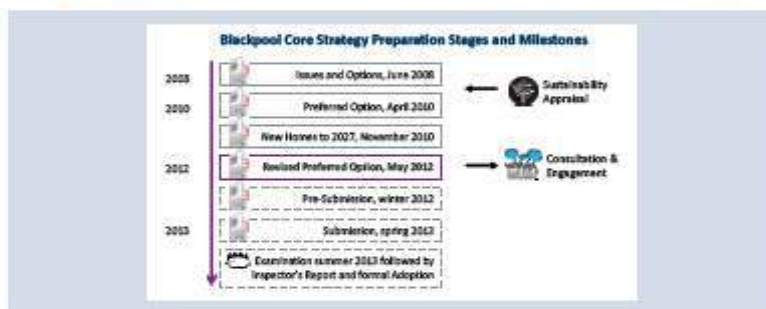 Blackpool Core Strategy Preparation Stages and Milestones
2008
Issues and Options, June 2008
Sustainability
Appraisal
2010
Preferred Option, April 2010
New Homes to 2027, November 2010
2012
Revised Preferred Option, May 2012
Consultation &
Engagement
Pre-Submission, winter 2012
2013
Submission, spring 2013
Examination summer 2013 followed by
Inspector's Report and formal Adoption